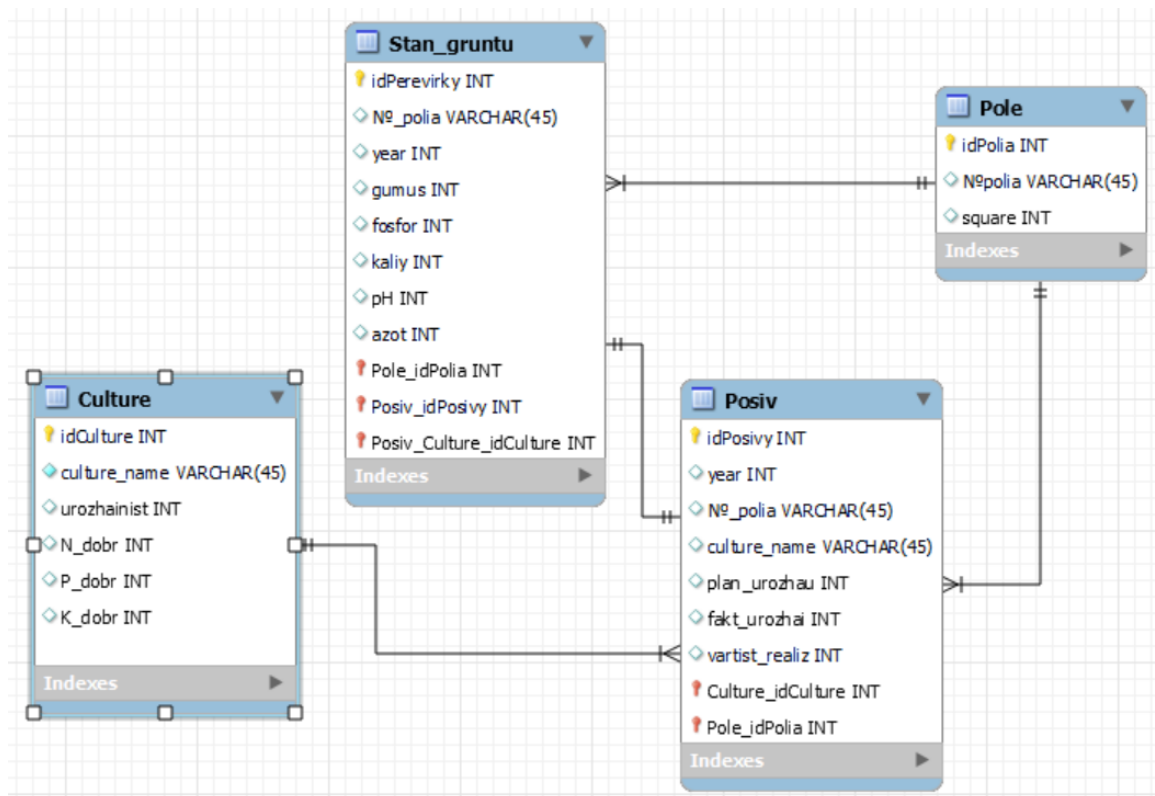 Stan_gruntu
idPerevirky INT
Nº_polia VARCHAR(45)
year INT
gumus INT
fosfor INT
kaliy INT
pH INT
azot INT
Pole_idPolia INT
Posiv_idPosivy INT
Posiv_Culture_idCulture INT
Indexes
Pole
idPolia INT
Nºpolia VARCHAR(45)
square INT
Indexes
Culture
idCulture INT
culture_name VARCHAR(45)
urozhainist INT
N_dobr INT
P_dobr INT
K_dobr INT
Indexes
Posiv
idPosivy INT
year INT
Nº_polia VARCHAR(45)
culture_name VARCHAR(45)
plan_urozhau INT
fakt_urozhai INT
vartist_realiz INT
Culture_idCulture INT
Pole_idPolia INT
Indexes